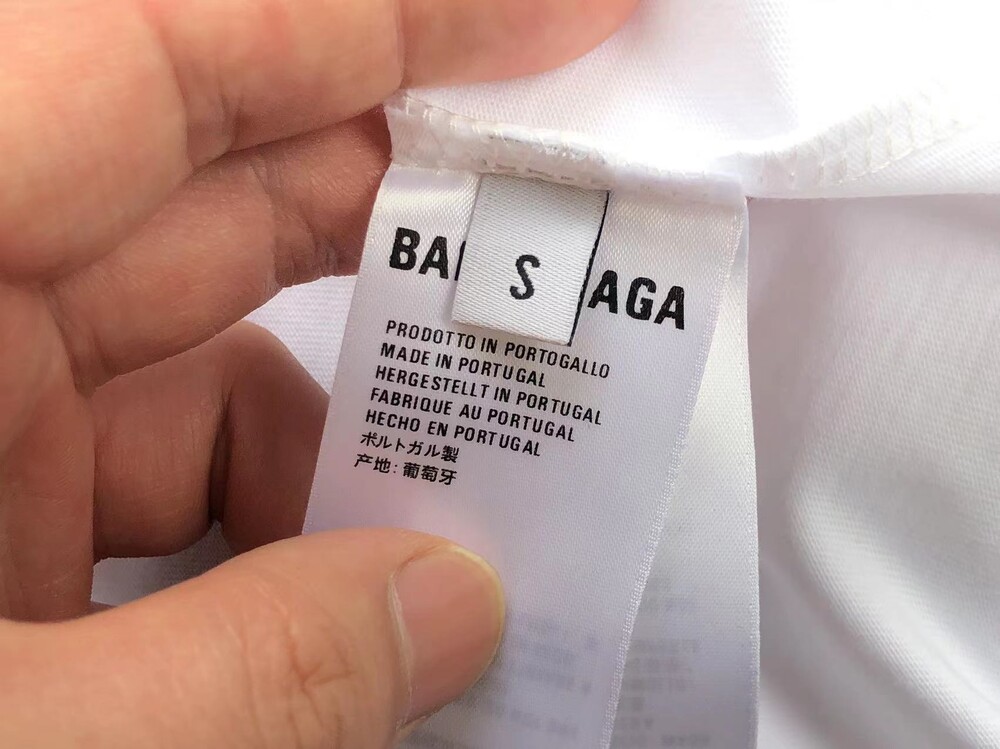 BA AGA
S
PRODOTTO IN PORTOGALLO
MADE IN PORTUGAL
HERGESTELLT IN PORTUGAL
FABRIQUE AU PORTUGAL
HECHO EN PORTUGAL
ポルトガル製
产地：葡萄牙